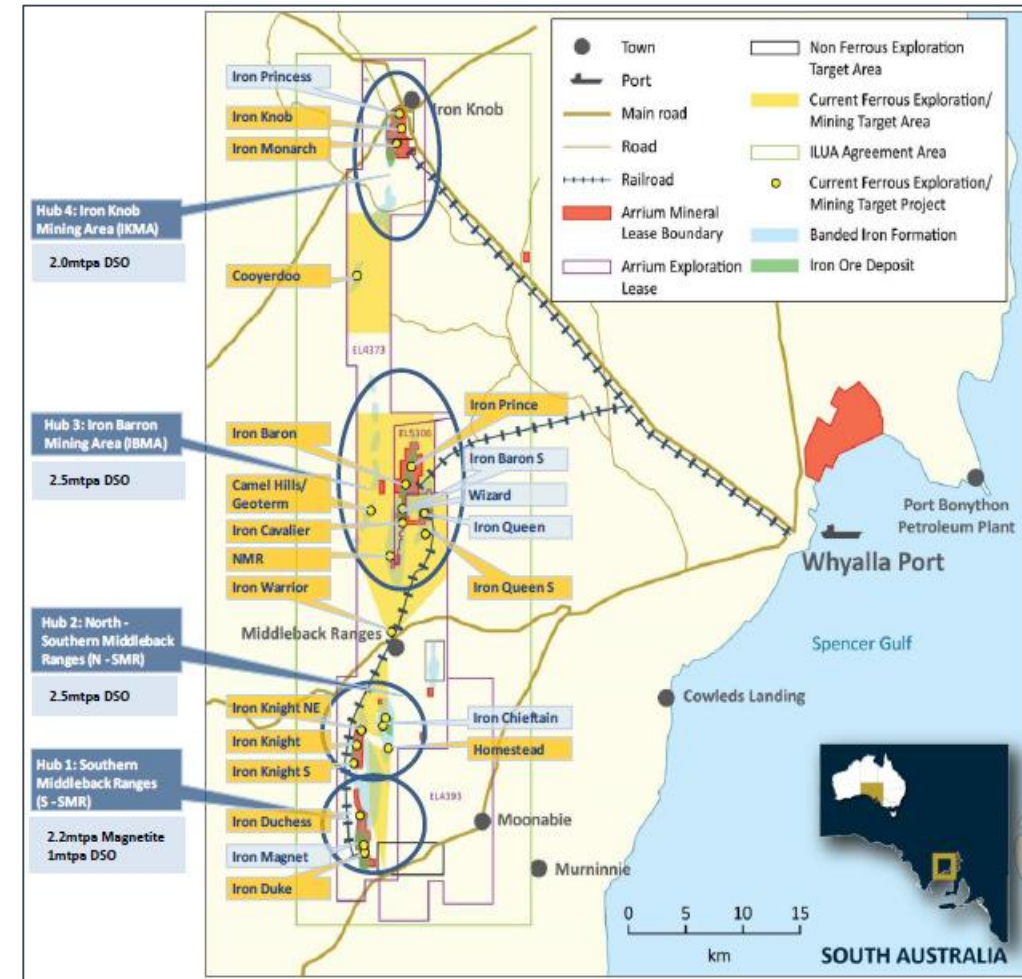 Iron Princess
Iron Knob
Iron Monarch
Iron Knob
Hub 4: Iron Knob
Mining Area (IKMA)
2.0mtpa DSO
Cooyerdoo
EL4373
Hub 3: Iron Barron
Mining Area (IBMA)
2.5mtpa DSO
Iron Prince
Iron Baron
EL5306
Iron Baron S
Camel Hills/
Geoterm
Wizard
Iron Cavalier
Iron Queen
NMR
Iron Warrior
Iron Queen S
Middleback Ranges
Hub 2: North -
Southern Middleback
Ranges (N - SMR)
2.5mtpa DSO
Iron Knight NE
Iron Chieftain
Iron Knight
Homestead
Iron Knight S
Hub 1: Southern
Middleback Ranges
(S - SMR)
2.2mtpa Magnetite
1mtpa DSO
EL4393
Iron Duchess
Iron Magnet
Iron Duke
Moonabie
Murninnie
Town
Port
Main road
Road
Railroad
Arrium Mineral
Lease Boundary
Arrium Exploration
Lease
Non Ferrous Exploration
Target Area
Current Ferrous Exploration/
Mining Target Area
ILUA Agreement Area
Current Ferrous Exploration/
Mining Target Project
Banded Iron Formation
Iron Ore Deposit
Port Bonython
Petroleum Plant
Whyalla Port
Spencer Gulf
Cowleds Landing
0 5 10 15
km
SOUTH AUSTRALIA